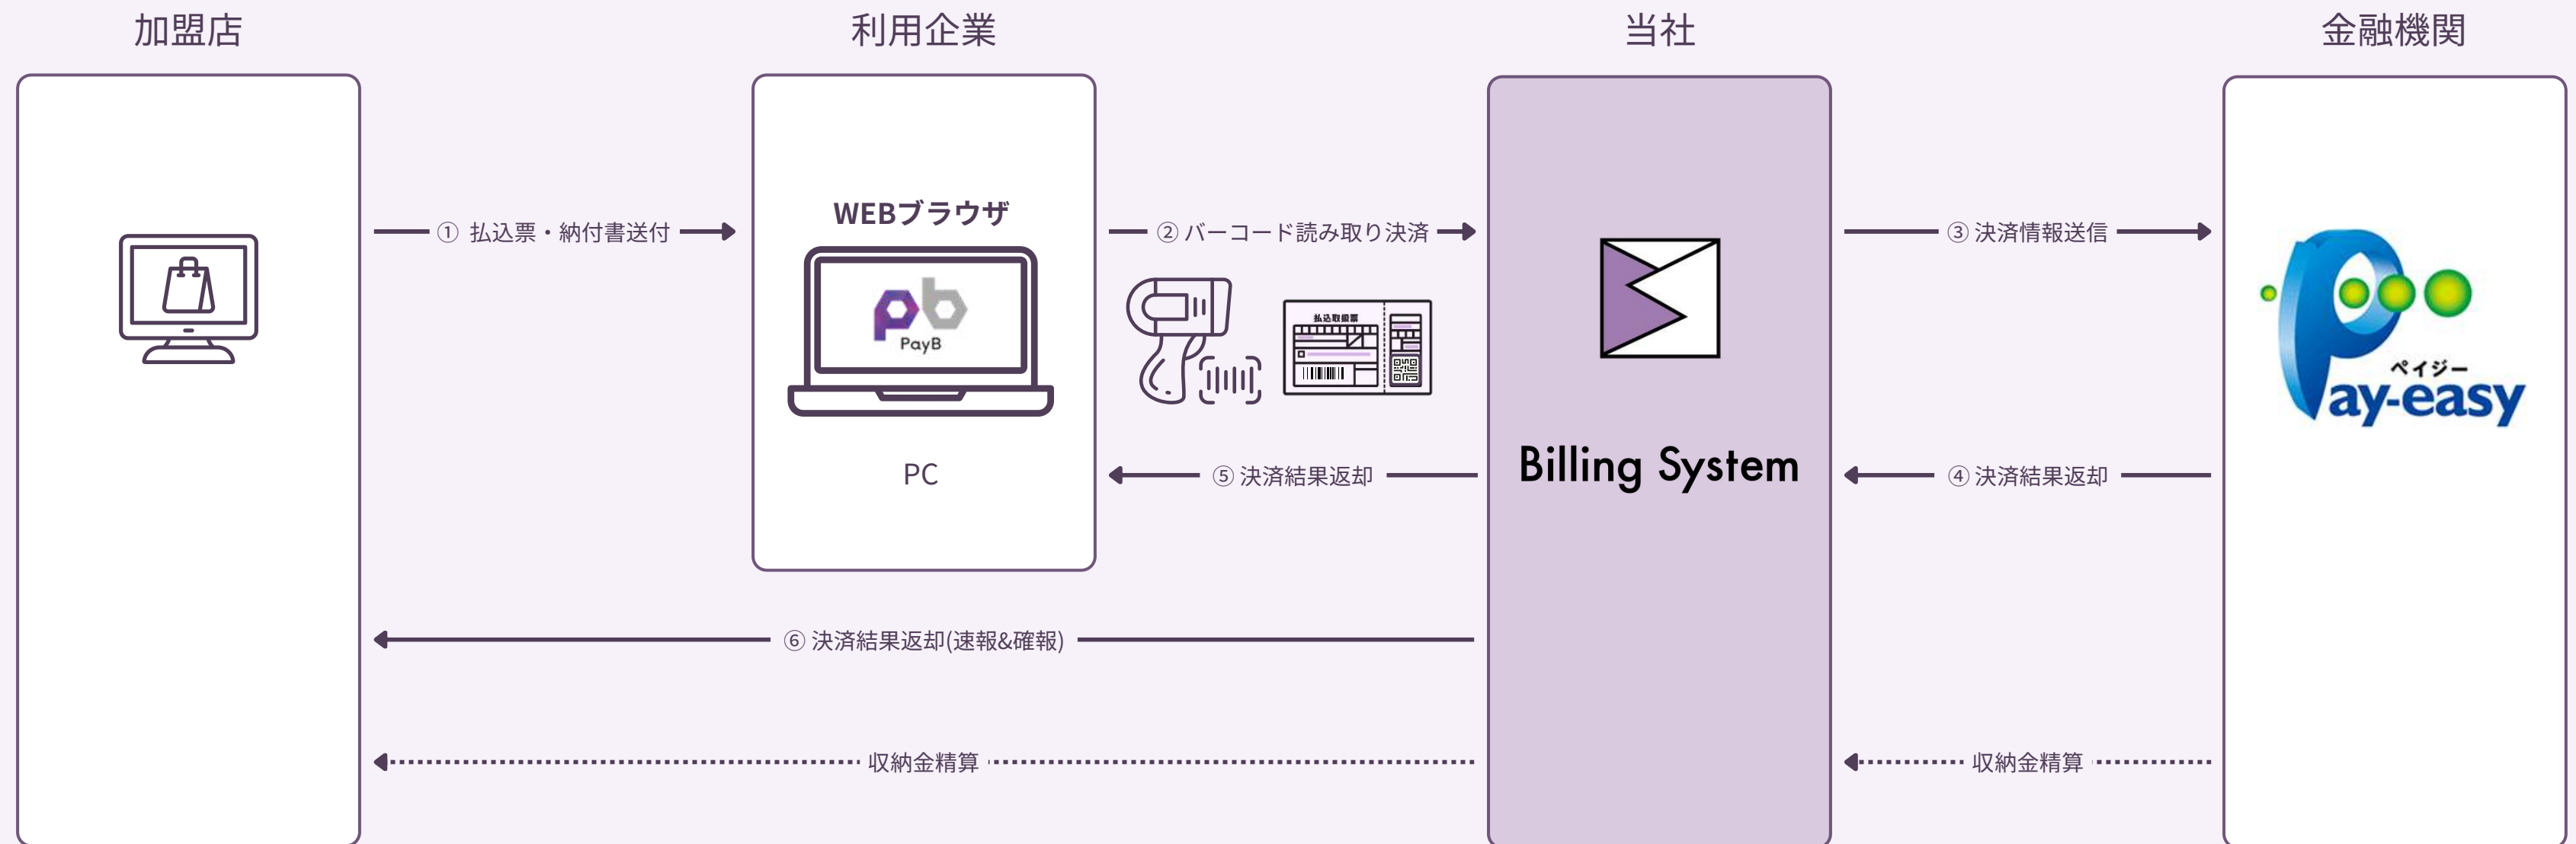 加盟店
利用企業
当社
金融機関
① 払込票・納付書送付
WEBブラウザ
pb
PayB
PC
② バーコード読み取り決済
払込取扱票
③ 決済情報送信
ペイジー
Pay-easy
Billing System
⑤ 決済結果返却
④ 決済結果返却
⑥ 決済結果返却(速報&確報)
収納金精算
収納金精算